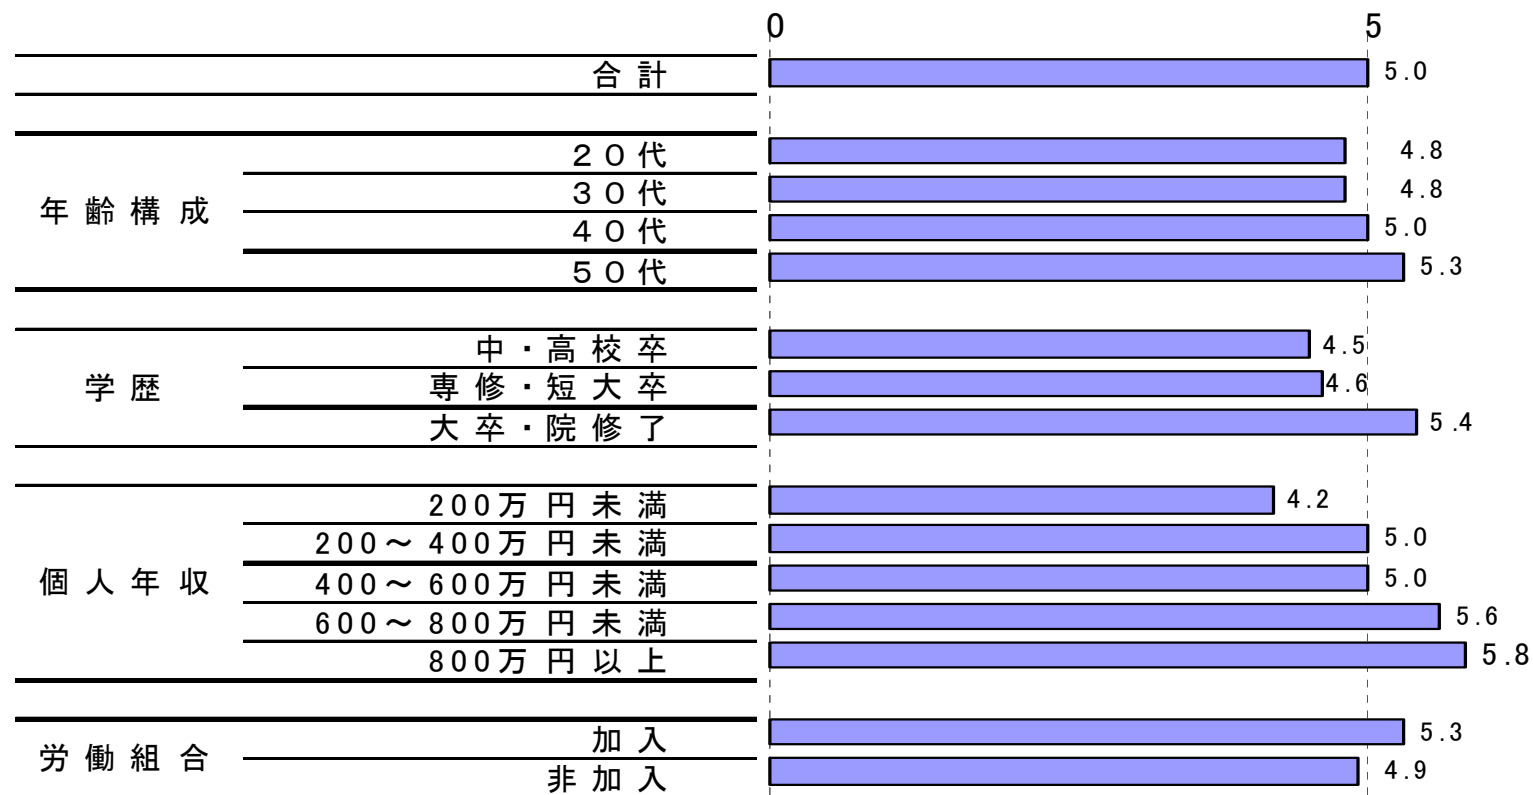 0 5
合計 5.0
２０代 4.8
３０代 4.8
年齢構成
４０代 5.0
５０代 5.3
中・高校卒 4.5
学歴 専修・短大卒 4.6
大卒・院修了 5.4
200万円未満 4.2
200～400万円未満 5.0
個人年収 400～600万円未満 5.0
600～800万円未満 5.6
800万円以上 5.8
加入 5.3
労働組合
非加入 4.9